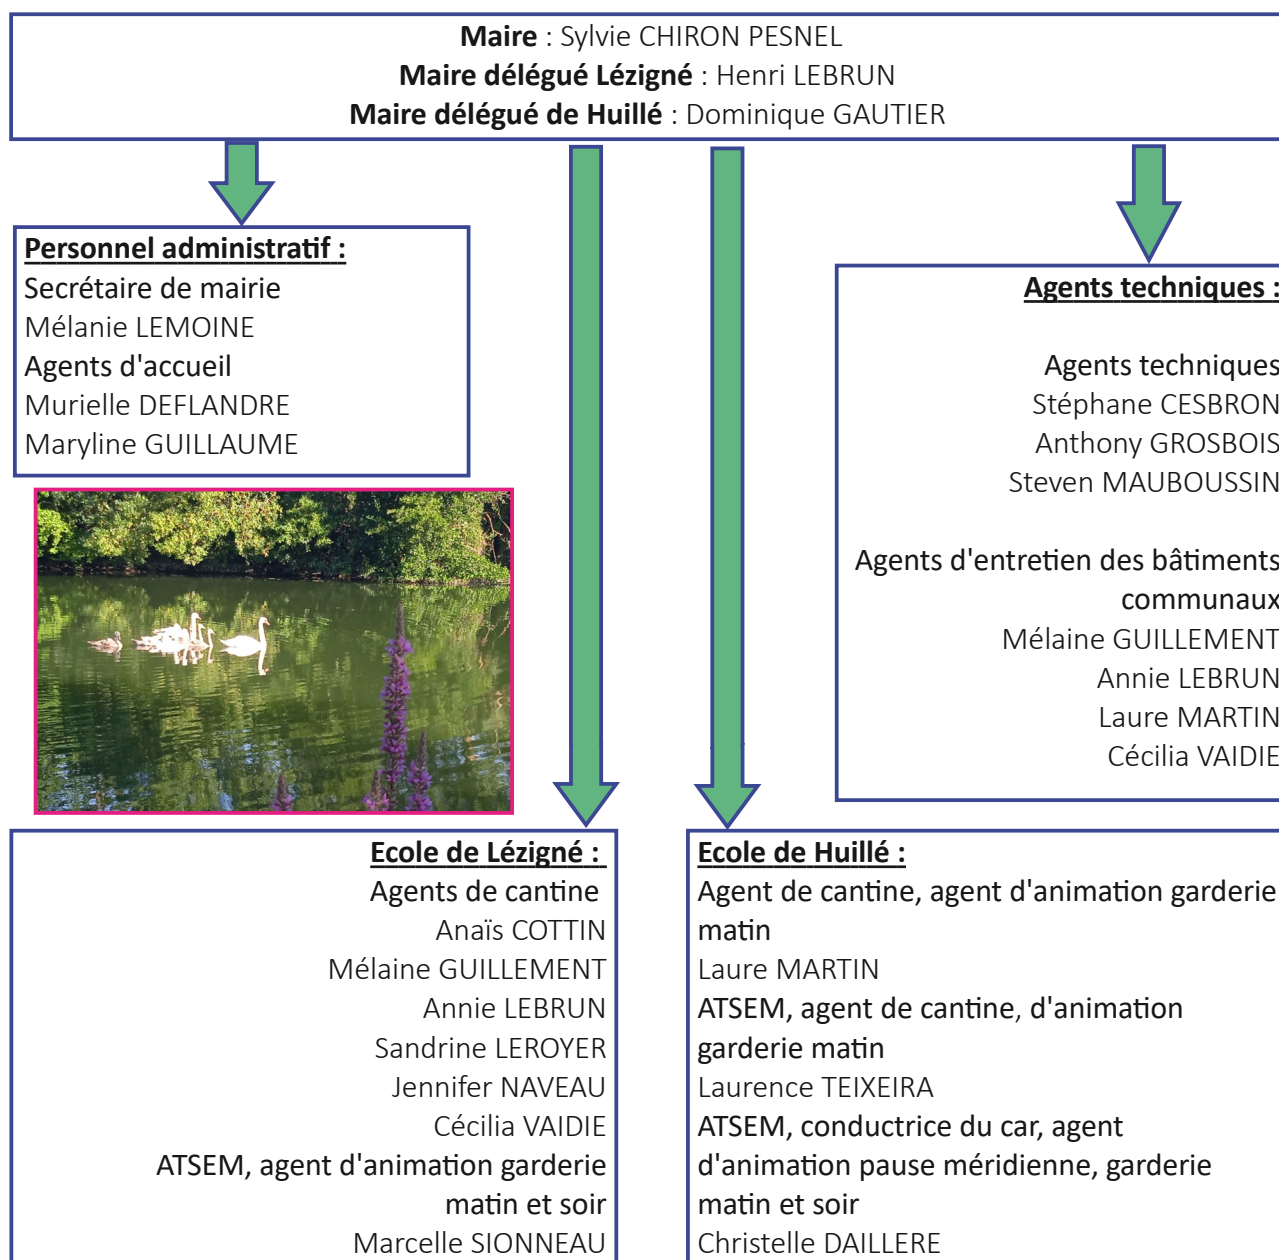 Maire : Sylvie CHIRON PESNEL
Maire délégué Lézigné : Henri LEBRUN
Maire délégué de Huillé : Dominique GAUTIER
Personnel administratif :
Secrétaire de mairie
Mélanie LEMOINE
Agents d'accueil
Murielle DEFLANDRE
Maryline GUILLAUME
Agents techniques :
Agents techniques
Stéphane CESBRON
Anthony GROSBOIS
Steven MAUBOUSSIN
Agents d'entretien des bâtiments
communaux
Mélaine GUILLEMENT
Annie LEBRUN
Laure MARTIN
Cécilia VAIDIE
Ecole de Lézigné :
Agents de cantine
Anaïs COTTIN
Mélaine GUILLEMENT
Annie LEBRUN
Sandrine LEROYER
Jennifer NAVEAU
Cécilia VAIDIE
ATSEM, agent d'animation garderie
matin et soir
Marcelle SIONNEAU
Ecole de Huillé :
Agent de cantine, agent d'animation garderie
matin
Laure MARTIN
ATSEM, agent de cantine, d'animation
garderie matin
Laurence TEIXEIRA
ATSEM, conductrice du car, agent
d'animation pause méridienne, garderie
matin et soir
Christelle DAILLERE